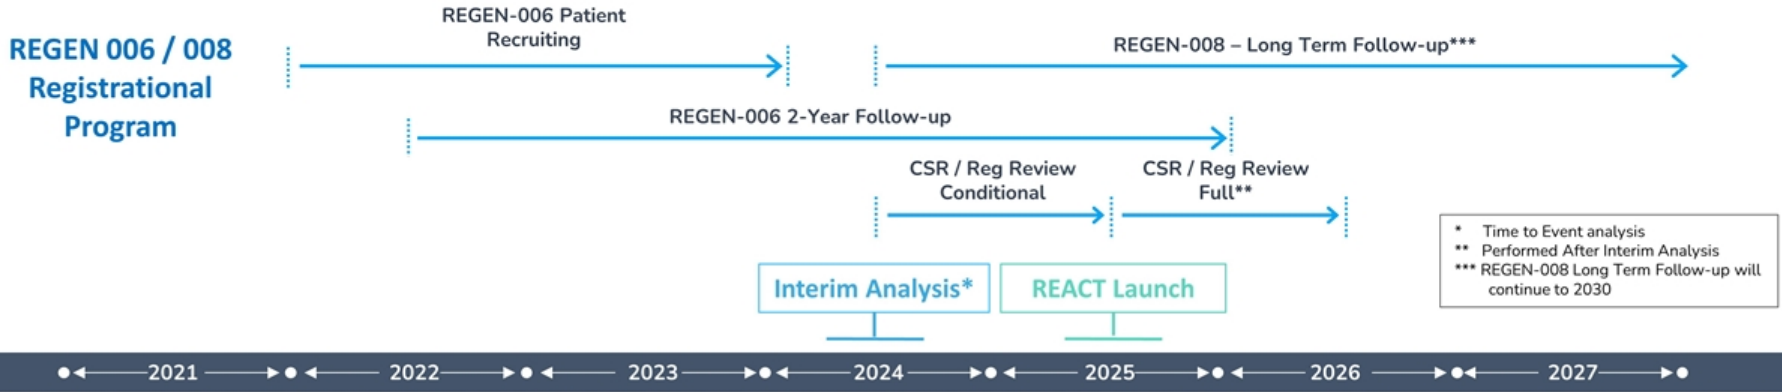 REGEN 006 / 008
Registrational
Program
REGEN-006 Patient
Recruiting
REGEN-008 – Long Term Follow-up***
REGEN-006 2-Year Follow-up
CSR / Reg Review
Conditional
CSR / Reg Review
Full**
Interim Analysis*
REACT Launch
* Time to Event analysis
** Performed After Interim Analysis
*** REGEN-008 Long Term Follow-up will
continue to 2030
2021 2022 2023 2024 2025 2026 2027